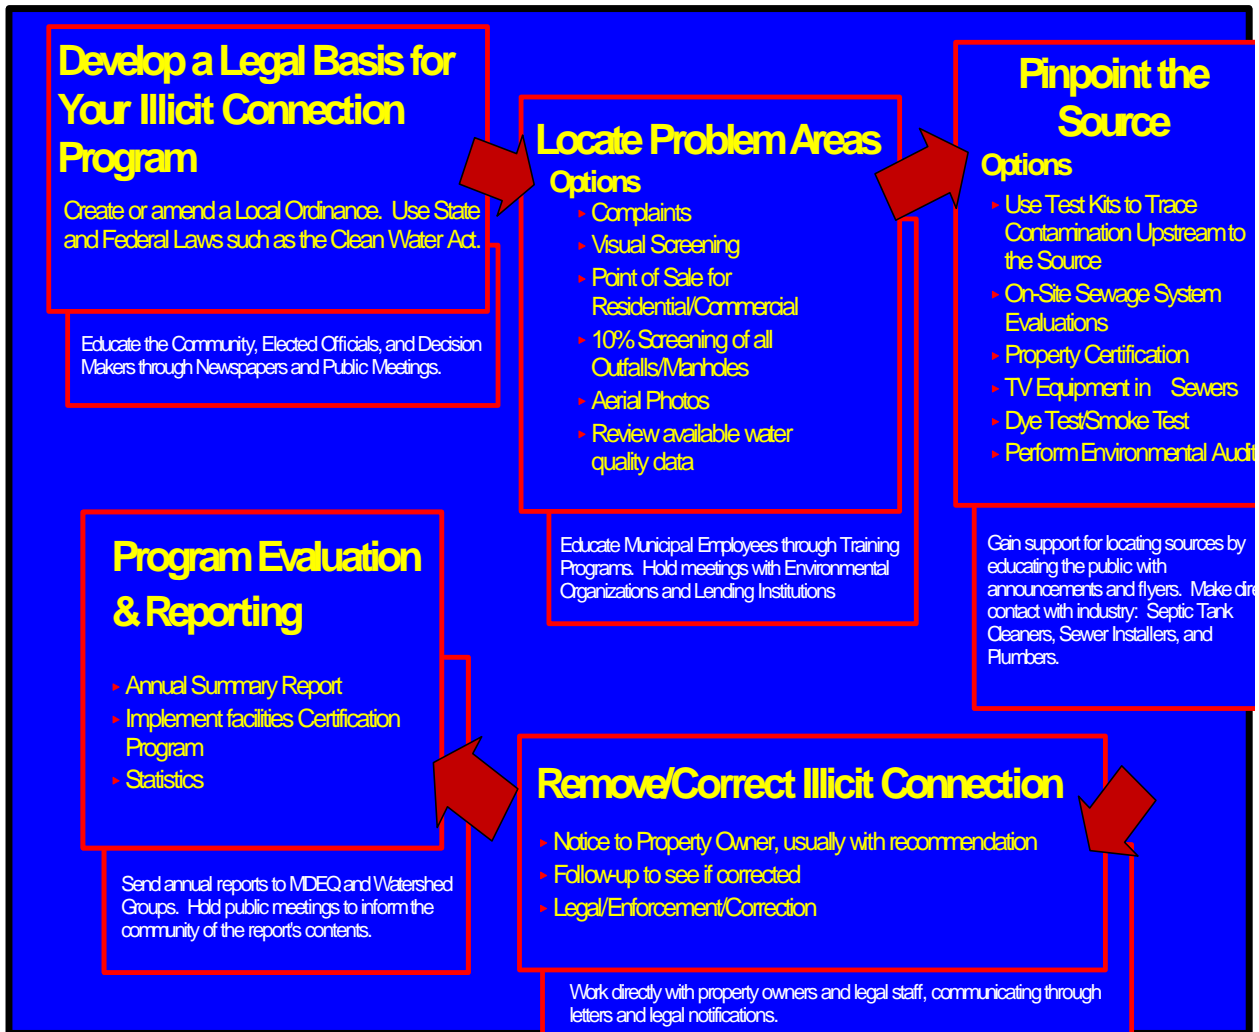 Develop a Legal Basis for
Your Illicit Connection
Program
Create or amend a Local Ordinance. Use State
and Federal Laws such as the Clean Water Act.
Educate the Community, Elected Officials, and Decision
Makers through Newspapers and Public Meetings.
Locate Problem Areas
Options
Complaints
Visual Screening
Point of Sale for
Residential/Commercial
10% Screening of all
Outfalls/Manholes
Aerial Photos
Review available water
quality data
Educate Municipal Employees through Training
Programs. Hold meetings with Environmental
Organizations and Lending Institutions
Pinpoint the
Source
Options
Use Test Kits to Trace
Contamination Upstream to
the Source
On-Site Sewage System
Evaluations
Property Certification
TV Equipment in Sewers
Dye Test/Smoke Test
Perform Environmental Audit
Gain support for locating sources by
educating the public with
announcements and flyers. Make dire
contact with industry: Septic Tank
Cleaners, Sewer Installers, and
Plumbers.
Remove/Correct Illicit Connection
Notice to Property Owner, usually with recommendation
Follow-up to see if corrected
Legal/Enforcement/Correction
Work directly with property owners and legal staff, communicating through
letters and legal notifications.
Program Evaluation
& Reporting
Annual Summary Report
Implement facilities Certification
Program
Statistics
Send annual reports to MDEQ and Watershed
Groups. Hold public meetings to inform the
community of the report's contents.